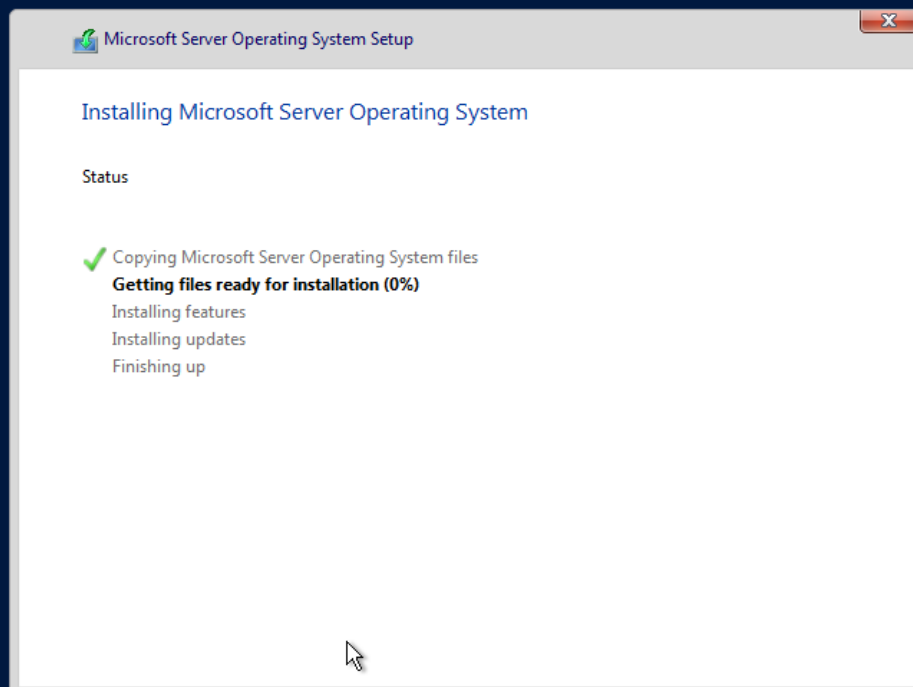 Microsoft Server Operating System Setup
Installing Microsoft Server Operating System
Status
Copying Microsoft Server Operating System files
Getting files ready for installation (0%)
Installing features
Installing updates
Finishing up